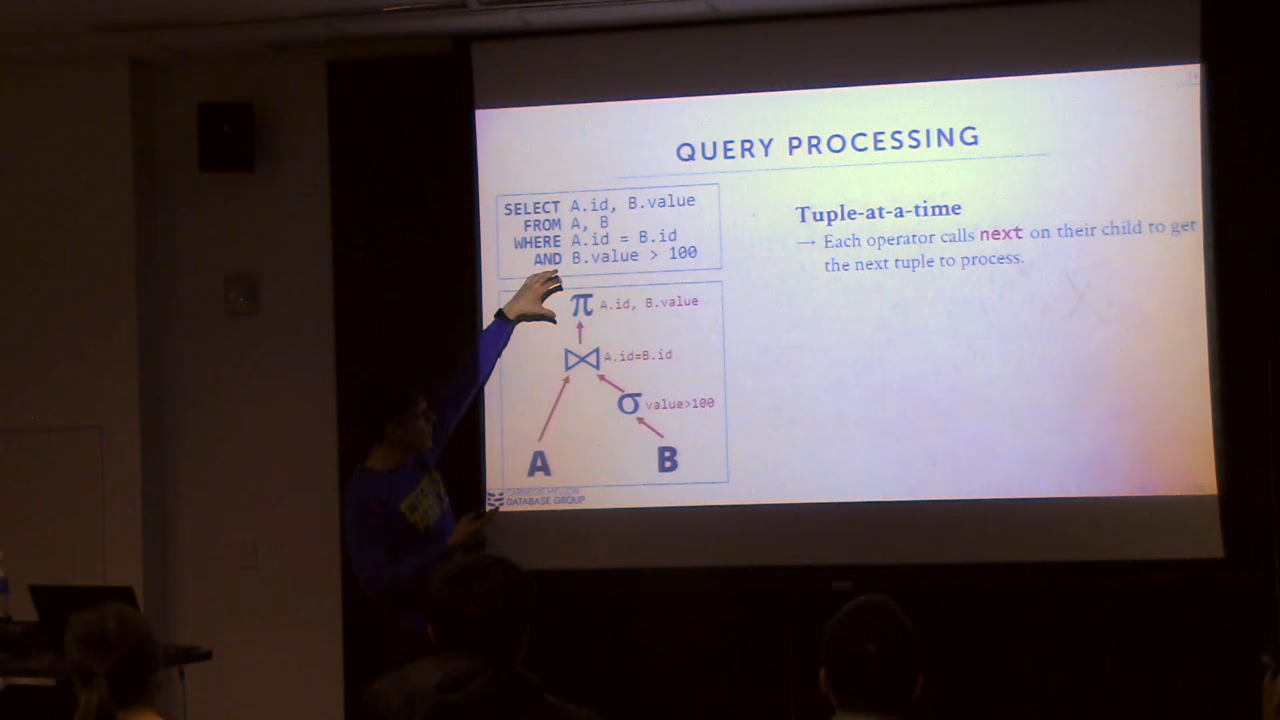 QUERY PROCESSING
SELECT A.id, B.value
FROM A, B
WHERE A.id = B.id
AND B.value > 100
π A.id, B.value
⋈ A.id=B.id
σ value>100
A B
CARNEGIE MELLON
DATABASE GROUP
Tuple-at-a-time
→ Each operator calls next on their child to get
the next tuple to process.